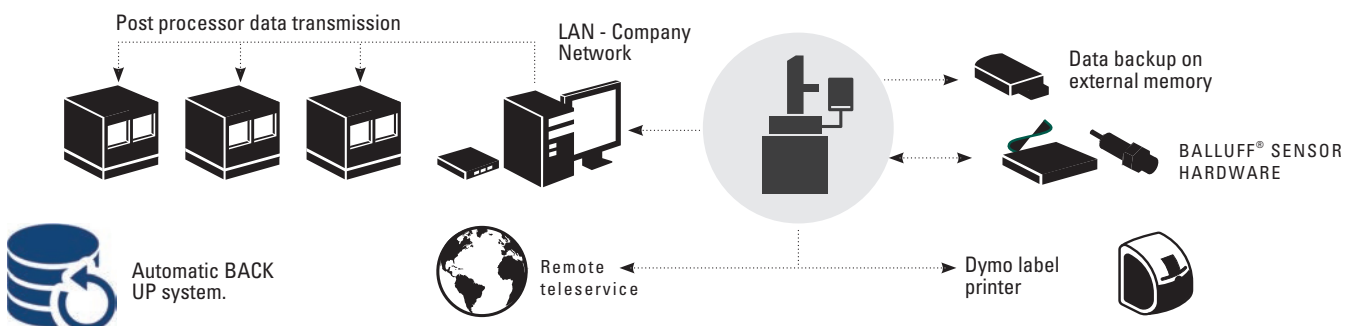 Post processor data transmission
LAN - Company
Network
Data backup on
external memory
BALLUFF® SENSOR
HARDWARE
Automatic BACK
UP system.
Remote
teleservice
Dymo label
printer